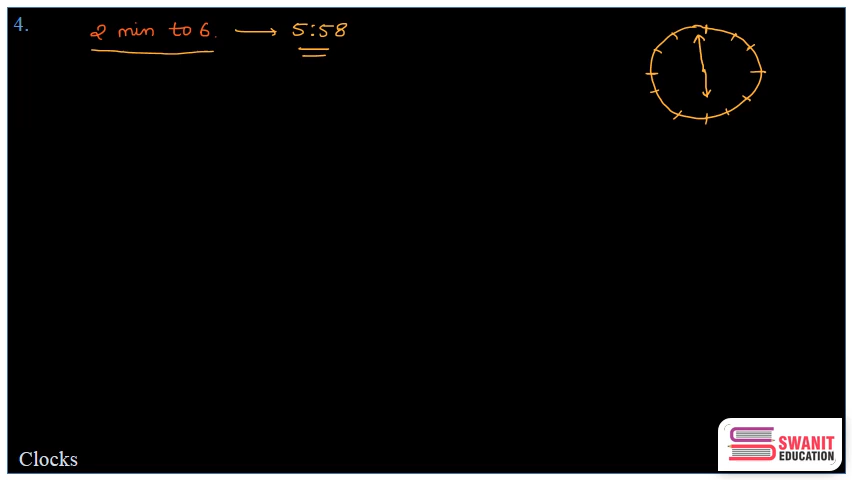 4. 2 min to 6. → 5:58
Clocks
SWANIT
EDUCATION